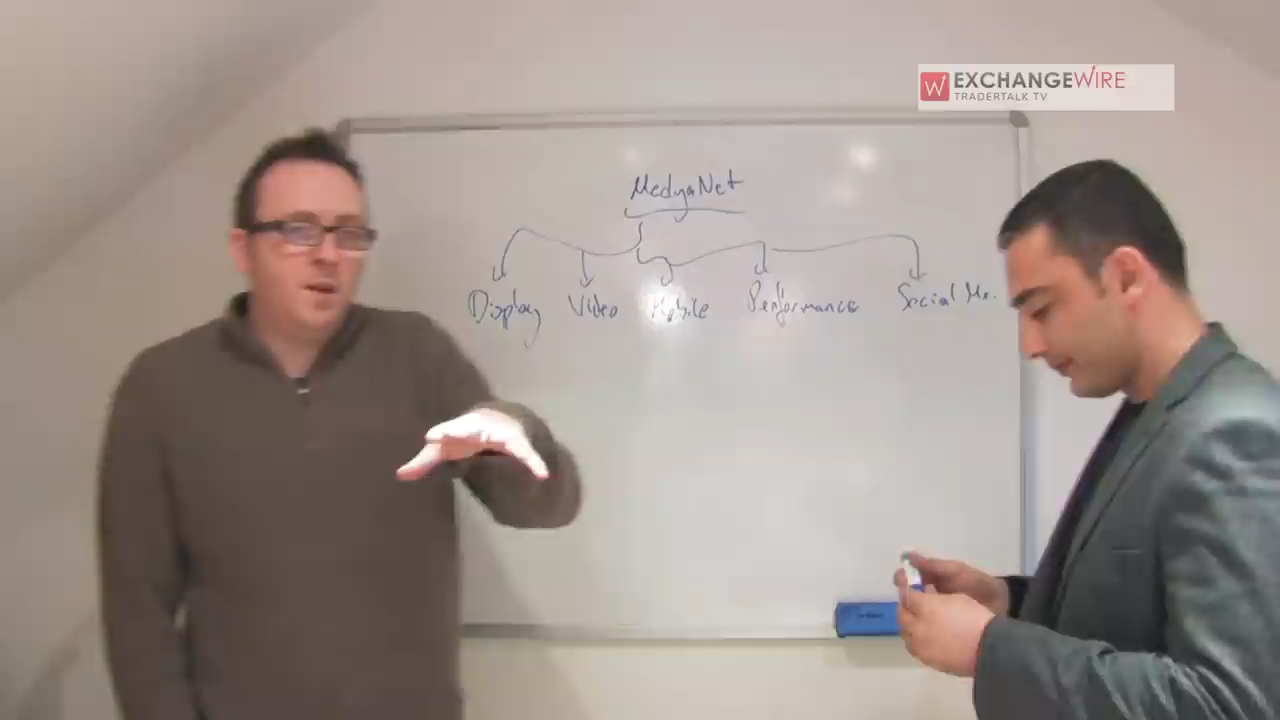 EXCHANGEWIRE
TRADERTALK TV
MedyaNet
Display Video Mobile Performance Social Me.